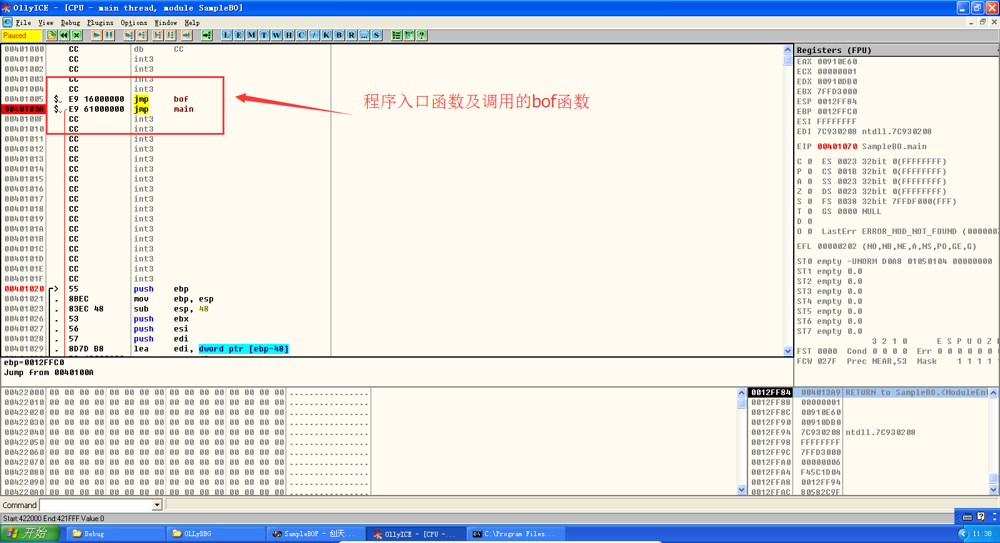 OllyICE - [CPU - main thread, module SampleBO]
File View Debug Plugins Options Window Help
Paused
L E M T W H C / K B R ... S
?
00401000 CC db CC
00401001 CC int3
00401002 CC int3
00401003 CC int3
00401004 CC int3
00401005 $ E9 16000000 jmp bof
0040100A $ E9 61000000 jmp main
0040100F CC int3
00401010 CC int3
00401011 CC int3
00401012 CC int3
00401013 CC int3
00401014 CC int3
00401015 CC int3
00401016 CC int3
00401017 CC int3
00401018 CC int3
00401019 CC int3
0040101A CC int3
0040101B CC int3
0040101C CC int3
0040101D CC int3
0040101E CC int3
0040101F CC int3
00401020 > 55 push ebp
00401021 . 8BEC mov ebp, esp
00401023 . 83EC 48 sub esp, 48
00401026 . 53 push ebx
00401027 . 56 push esi
00401028 . 57 push edi
00401029 . 8D7D B8 lea edi, dword ptr [ebp-48]
程序入口函数及调用的bof函数
ebp=0012FFC0
Jump from 0040100A
Registers (FPU)
EAX 00910E60
ECX 00000001
EDX 00910DB0
EBX 7FFD3000
ESP 0012FF84
EBP 0012FFC0
ESI FFFFFFFF
EDI 7C930208 ntdll.7C930208
EIP 00401070 SampleBO.main
C 0 ES 0023 32bit 0(FFFFFFFF)
P 0 CS 001B 32bit 0(FFFFFFFF)
A 0 SS 0023 32bit 0(FFFFFFFF)
Z 0 DS 0023 32bit 0(FFFFFFFF)
S 0 FS 0038 32bit 7FFDF000(FFF)
T 0 GS 0000 NULL
D 0
O 0 LastErr ERROR_MOD_NOT_FOUND (0000007
EFL 00000202 (NO,NB,NE,A,NS,PO,GE,G)
ST0 empty -UNORM D0A8 01050104 00000000
ST1 empty 0.0
ST2 empty 0.0
ST3 empty 0.0
ST4 empty 0.0
ST5 empty 0.0
ST6 empty 0.0
ST7 empty 0.0
3 2 1 0 E S P U O Z
FST 0000 Cond 0 0 0 0 Err 0 0 0 0 0 0
FCW 027F Prec NEAR,53 Mask 1 1 1 1
00422000 00 00 00 00 00 00 00 00 00 00 00 00 00 00 00 00 ................
00422010 00 00 00 00 00 00 00 00 00 00 00 00 00 00 00 00 ................
00422020 00 00 00 00 00 00 00 00 00 00 00 00 00 00 00 00 ................
00422030 00 00 00 00 00 00 00 00 00 00 00 00 00 00 00 00 ................
00422040 00 00 00 00 00 00 00 00 00 00 00 00 00 00 00 00 ................
00422050 00 00 00 00 00 00 00 00 00 00 00 00 00 00 00 00 ................
00422060 00 00 00 00 00 00 00 00 00 00 00 00 00 00 00 00 ................
00422070 00 00 00 00 00 00 00 00 00 00 00 00 00 00 00 00 ................
00422080 00 00 00 00 00 00 00 00 00 00 00 00 00 00 00 00 ................
00422090 00 00 00 00 00 00 00 00 00 00 00 00 00 00 00 00 ................
004220A0 00 00 00 00 00 00 00 00 00 00 00 00 00 00 00 00 ................
0012FF84 004013A9 RETURN to SampleBO.<ModuleEnt
0012FF88 00000001
0012FF8C 00910E60
0012FF90 00910DB0
0012FF94 7C930208 ntdll.7C930208
0012FF98 FFFFFFFF
0012FF9C 7FFD3000
0012FFA0 00000006
0012FFA4 F45C1D04
0012FFA8 0012FF94
0012FFAC 80582C9F
Command
Start:422000 End:421FFF Value:0
开始
Debug
OLLyDBG
SampleBOF - 创天...
OllyICE - [CPU -...
C:\Program Files...
11:38